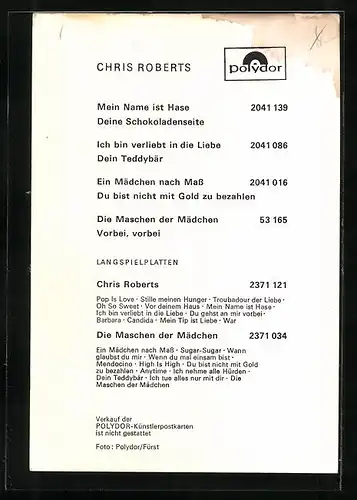 CHRIS ROBERTS
polydor
Mein Name ist Hase 2041 139
Deine Schokoladenseite
Ich bin verliebt in die Liebe 2041 086
Dein Teddybär
Ein Mädchen nach Maß 2041 016
Du bist nicht mit Gold zu bezahlen
Die Maschen der Mädchen 53 165
Vorbei, vorbei
LANGSPIELPLATTEN
Chris Roberts 2371 121
Pop Is Love · Stille meinen Hunger · Troubadour der Liebe ·
Oh So Sweet · Vor deinem Haus · Mein Name ist Hase ·
Ich bin verliebt in die Liebe · Du gehst an mir vorbei ·
Barbara · Candida · Mein Tip ist Liebe · War
Die Maschen der Mädchen 2371 034
Ein Mädchen nach Maß · Sugar-Sugar · Wann
glaubst du mir · Wenn du mal einsam bist ·
Mendocino · High Is High · Du bist nicht mit Gold
zu bezahlen · Anytime · Ich nehme alle Hürden ·
Dein Teddybär · Ich tue alles nur mit dir · Die
Maschen der Mädchen
Verkauf der
POLYDOR-Künstlerpostkarten
ist nicht gestattet
Foto: Polydor/Fürst